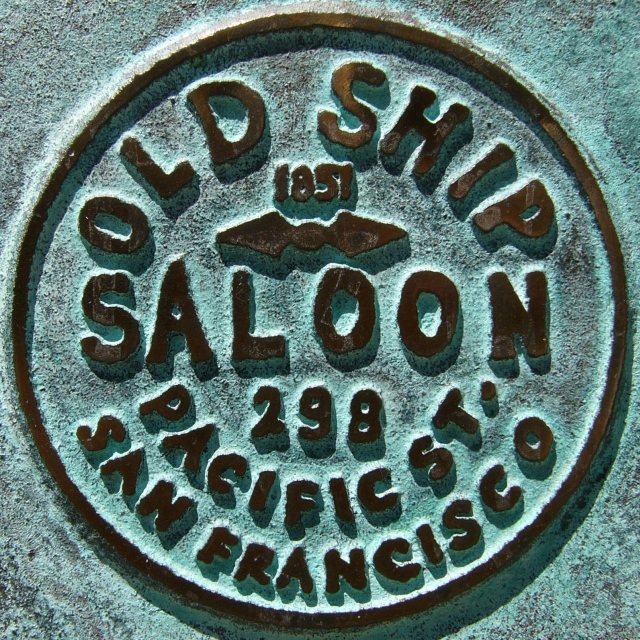 OLD SHIP
1851
SALOON
298
PACIFIC ST.
SAN FRANCISCO